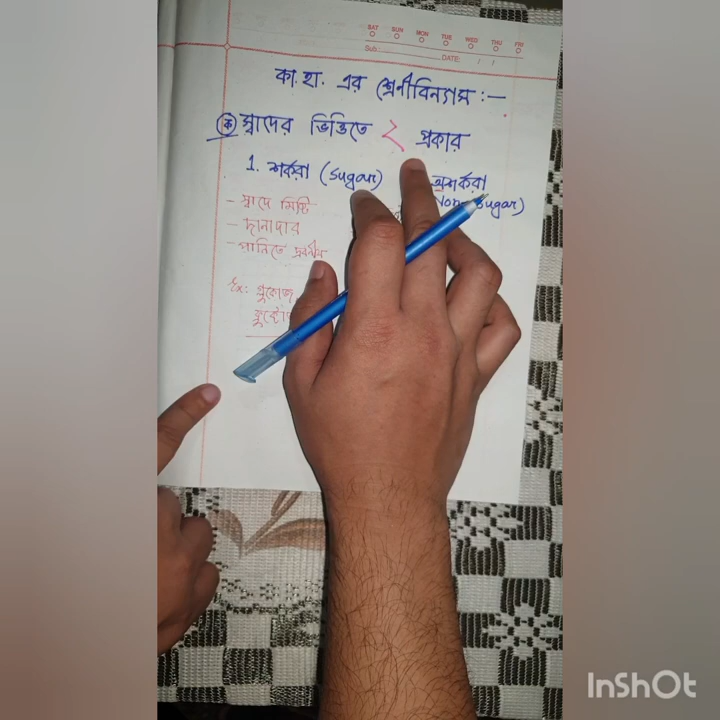 SAT SUN MON TUE WED THU FRI
Sub: DATE: / /
কা.হা. এর শ্রেনীবিন্যাস :—
ক স্বাদের ভিত্তিতে ২ প্রকার
1. শর্করা (Sugar) অশর্করা
(Non Sugar)
- স্বাদে মিষ্টি
- দানাদার
- পানিতে দ্রবনীয়
Ex: গ্লুকোজ,
InShOt